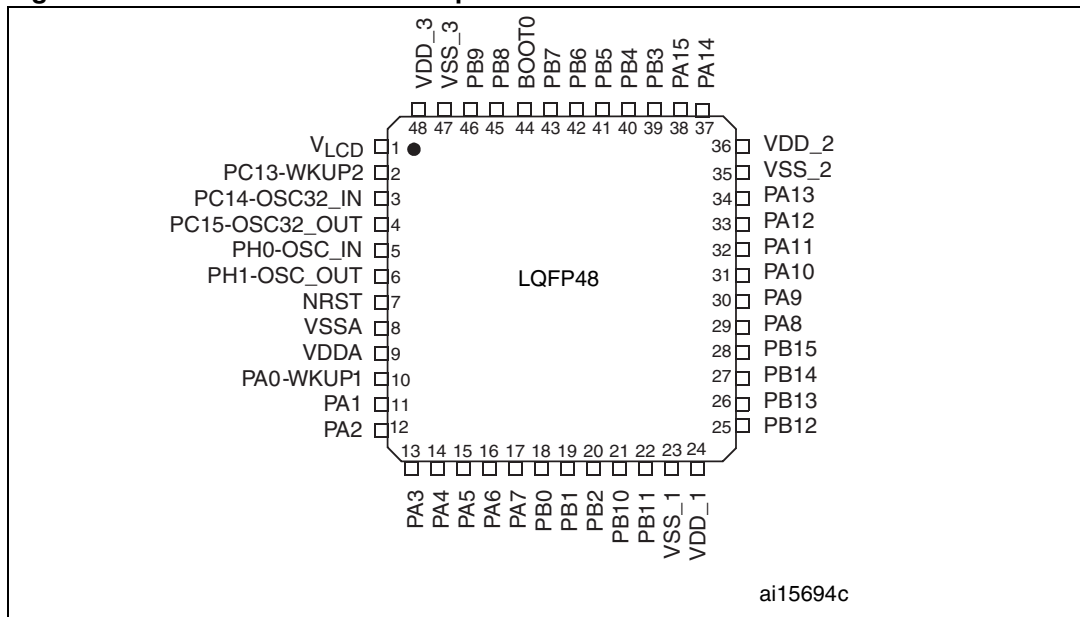 VDD_3
VSS_3
PB9
PB8
BOOT0
PB7
PB6
PB5
PB4
PB3
PA15
PA14
48 47 46 45 44 43 42 41 40 39 38 37
VLCD 1
PC13-WKUP2 2
PC14-OSC32_IN 3
PC15-OSC32_OUT 4
PH0-OSC_IN 5
PH1-OSC_OUT 6
NRST 7
VSSA 8
VDDA 9
PA0-WKUP1 10
PA1 11
PA2 12
LQFP48
36 VDD_2
35 VSS_2
34 PA13
33 PA12
32 PA11
31 PA10
30 PA9
29 PA8
28 PB15
27 PB14
26 PB13
25 PB12
13 14 15 16 17 18 19 20 21 22 23 24
PA3
PA4
PA5
PA6
PA7
PB0
PB1
PB2
PB10
PB11
VSS_1
VDD_1
ai15694c